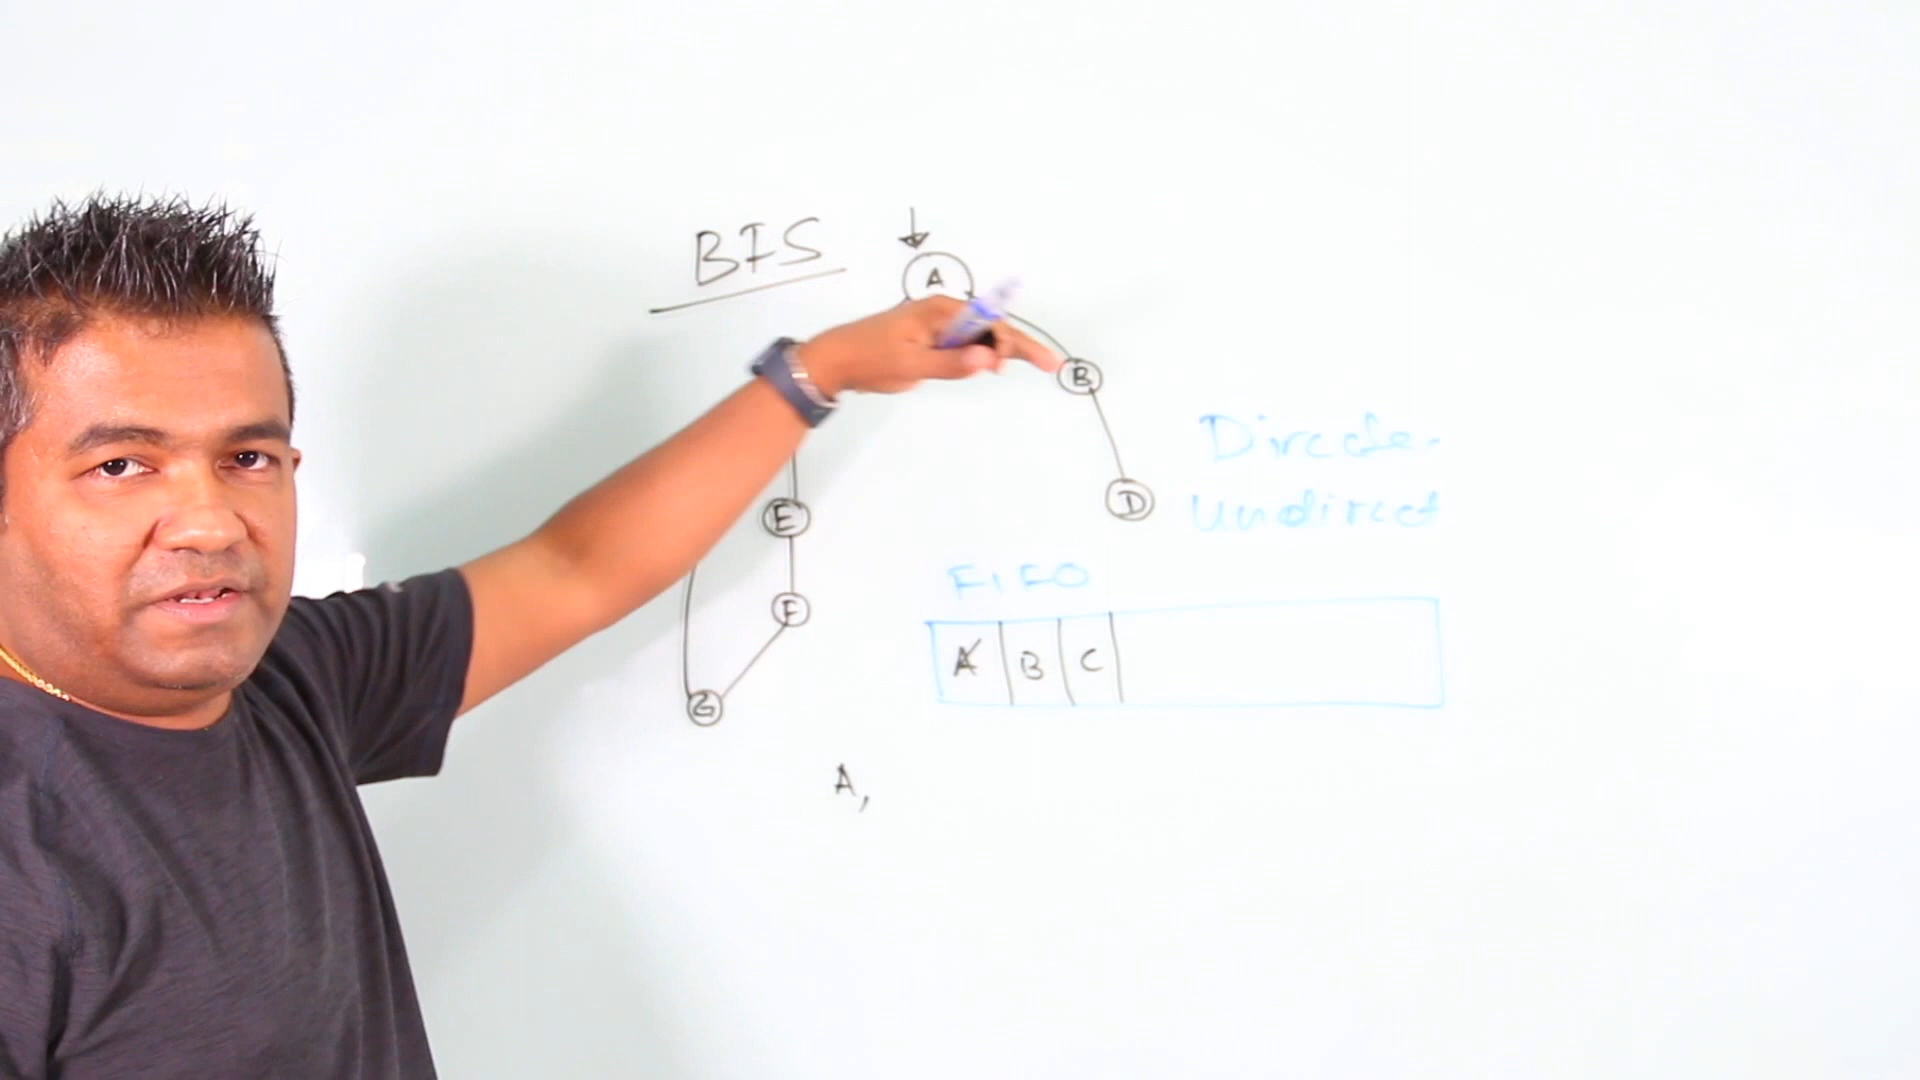 BFS
A
B
D
E
F
G
Directe
Undirect
FIFO
A B C
A,